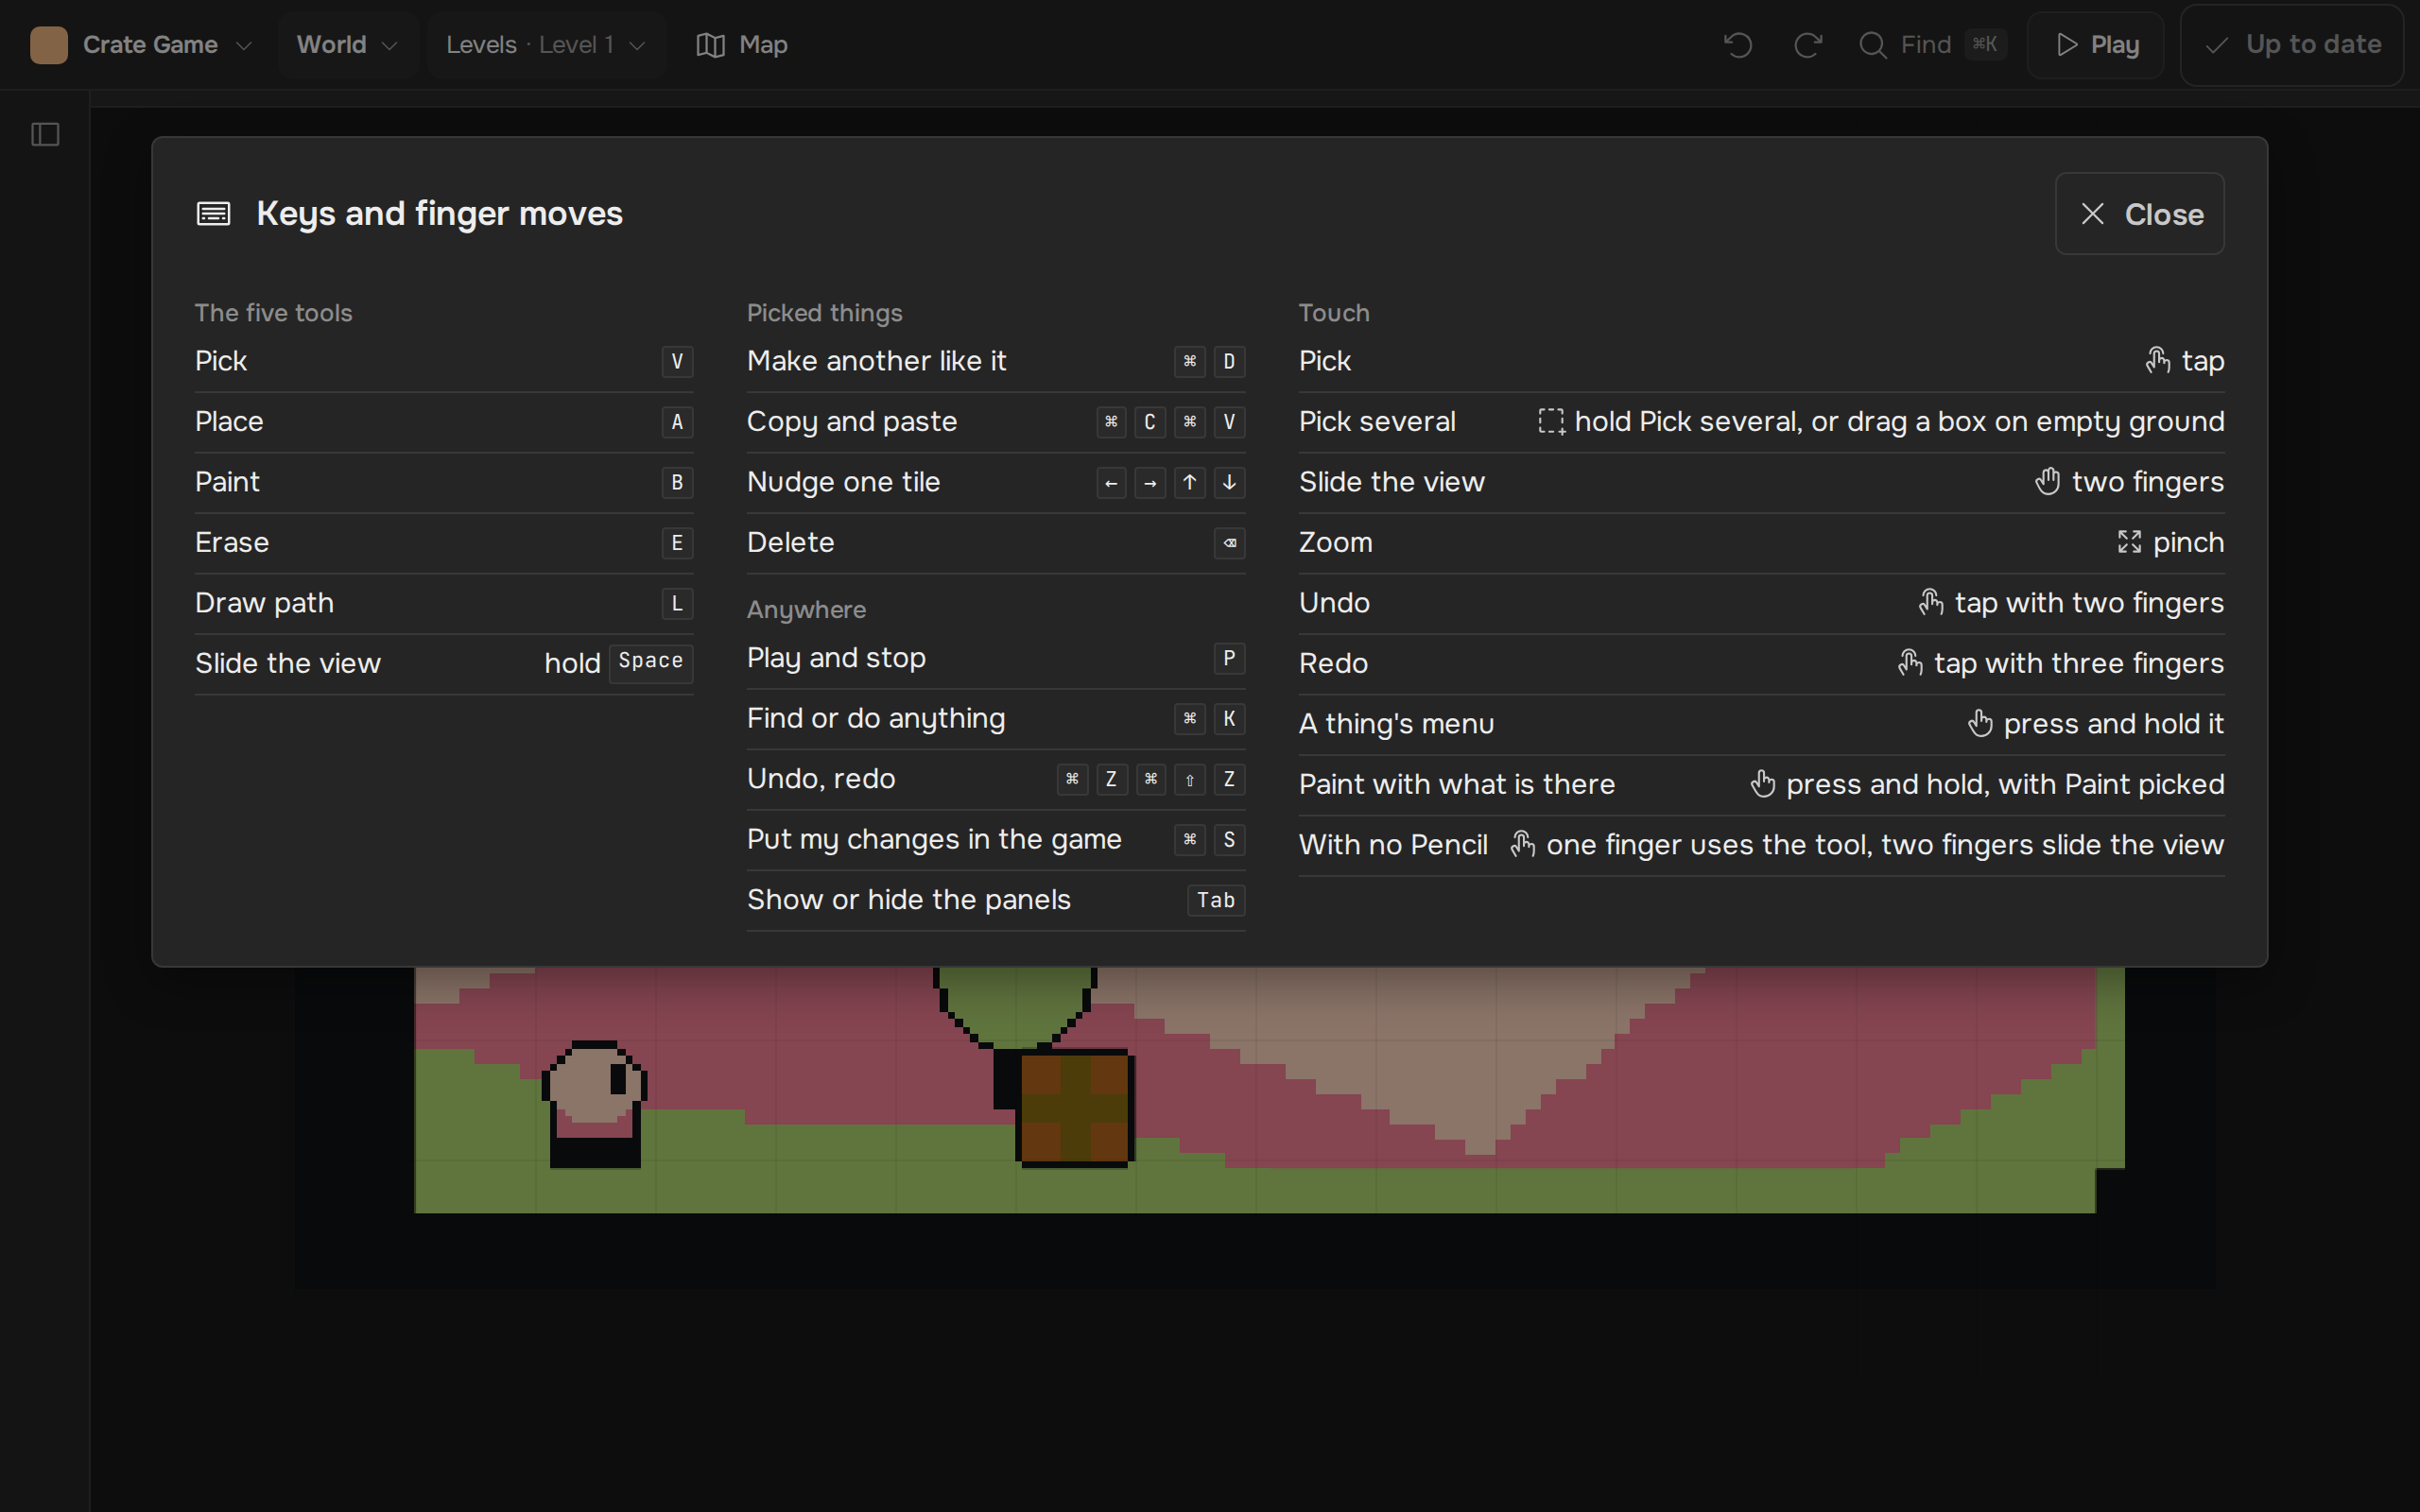 Crate Game World Levels · Level 1 Map Find ⌘K Play Up to date
Keys and finger moves
Close
The five tools
Pick V
Place A
Paint B
Erase E
Draw path L
Slide the view hold Space
Picked things
Make another like it ⌘ D
Copy and paste ⌘ C ⌘ V
Nudge one tile ← → ↑ ↓
Delete ⌫
Anywhere
Play and stop P
Find or do anything ⌘ K
Undo, redo ⌘ Z ⌘ ⇧ Z
Put my changes in the game ⌘ S
Show or hide the panels Tab
Touch
Pick tap
Pick several hold Pick several, or drag a box on empty ground
Slide the view two fingers
Zoom pinch
Undo tap with two fingers
Redo tap with three fingers
A thing's menu press and hold it
Paint with what is there press and hold, with Paint picked
With no Pencil one finger uses the tool, two fingers slide the view